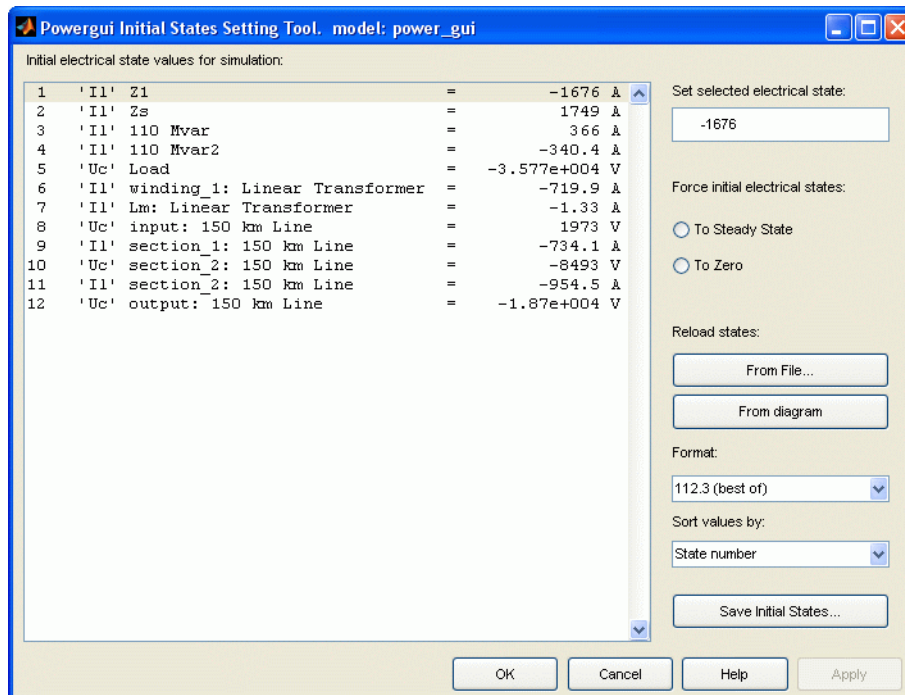 Powergui Initial States Setting Tool. model: power_gui
Initial electrical state values for simulation:
1 'Il' Z1 = -1676 A
2 'Il' Zs = 1749 A
3 'Il' 110 Mvar = 366 A
4 'Il' 110 Mvar2 = -340.4 A
5 'Uc' Load = -3.577e+004 V
6 'Il' winding_1: Linear Transformer = -719.9 A
7 'Il' Lm: Linear Transformer = -1.33 A
8 'Uc' input: 150 km Line = 1973 V
9 'Il' section_1: 150 km Line = -734.1 A
10 'Uc' section_2: 150 km Line = -8493 V
11 'Il' section_2: 150 km Line = -954.5 A
12 'Uc' output: 150 km Line = -1.87e+004 V
Set selected electrical state:
-1676
Force initial electrical states:
To Steady State
To Zero
Reload states:
From File...
From diagram
Format:
112.3 (best of)
Sort values by:
State number
Save Initial States...
OK Cancel Help Apply